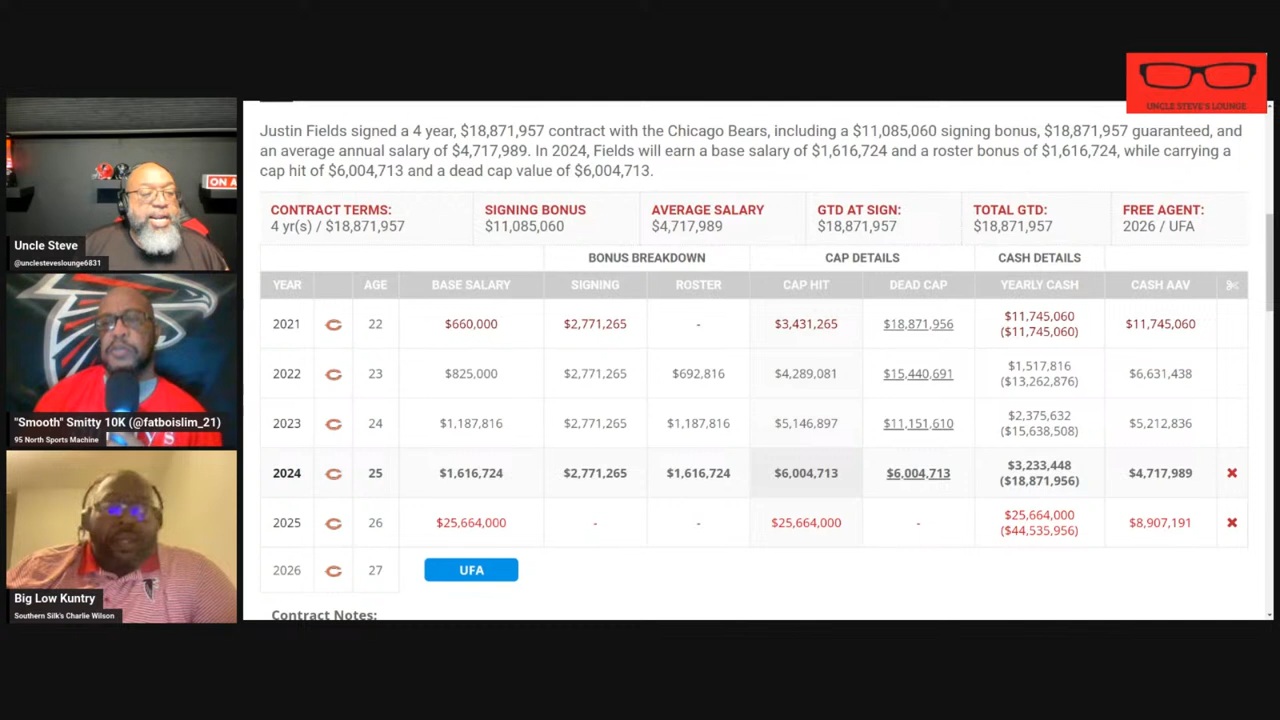 UNCLE STEVE'S LOUNGE
ON A
Uncle Steve
@unclesteveslounge6831
"Smooth" Smitty 10K (@fatboislim_21)
95 North Sports Machine
Big Low Kuntry
Southern Silk's Charlie Wilson
Justin Fields signed a 4 year, $18,871,957 contract with the Chicago Bears, including a $11,085,060 signing bonus, $18,871,957 guaranteed, and
an average annual salary of $4,717,989. In 2024, Fields will earn a base salary of $1,616,724 and a roster bonus of $1,616,724, while carrying a
cap hit of $6,004,713 and a dead cap value of $6,004,713.
CONTRACT TERMS: SIGNING BONUS AVERAGE SALARY GTD AT SIGN: TOTAL GTD: FREE AGENT:
4 yr(s) / $18,871,957 $11,085,060 $4,717,989 $18,871,957 $18,871,957 2026 / UFA
BONUS BREAKDOWN CAP DETAILS CASH DETAILS
YEAR AGE BASE SALARY SIGNING ROSTER CAP HIT DEAD CAP YEARLY CASH CASH AAV
2021 22 $660,000 $2,771,265 - $3,431,265 $18,871,956 $11,745,060 $11,745,060
($11,745,060)
2022 23 $825,000 $2,771,265 $692,816 $4,289,081 $15,440,691 $1,517,816 $6,631,438
($13,262,876)
2023 24 $1,187,816 $2,771,265 $1,187,816 $5,146,897 $11,151,610 $2,375,632 $5,212,836
($15,638,508)
2024 25 $1,616,724 $2,771,265 $1,616,724 $6,004,713 $6,004,713 $3,233,448 $4,717,989
($18,871,956)
2025 26 $25,664,000 - - $25,664,000 - $25,664,000 $8,907,191
($44,535,956)
2026 27 UFA
Contract Notes: